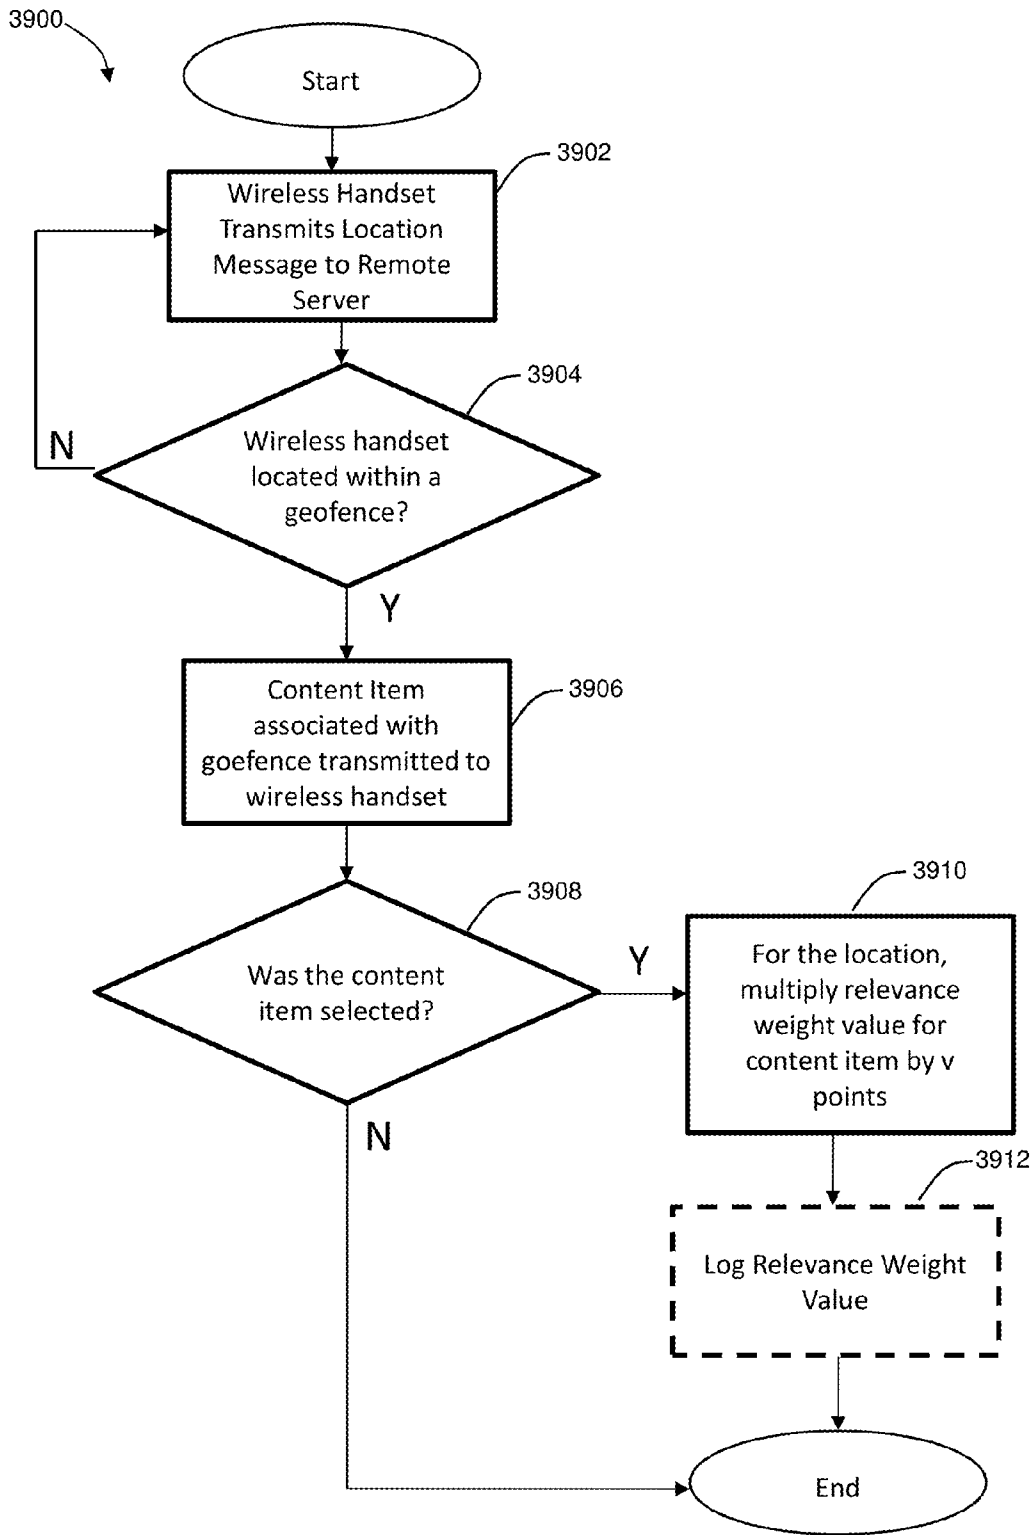 3900
Start
3902
Wireless Handset
Transmits Location
Message to Remote
Server
3904
Wireless handset
located within a
geofence?
N
Y
Content Item
associated with
goefence transmitted to
wireless handset
3906
3908
Was the content
item selected?
Y
N
3910
For the location,
multiply relevance
weight value for
content item by v
points
3912
Log Relevance Weight
Value
End